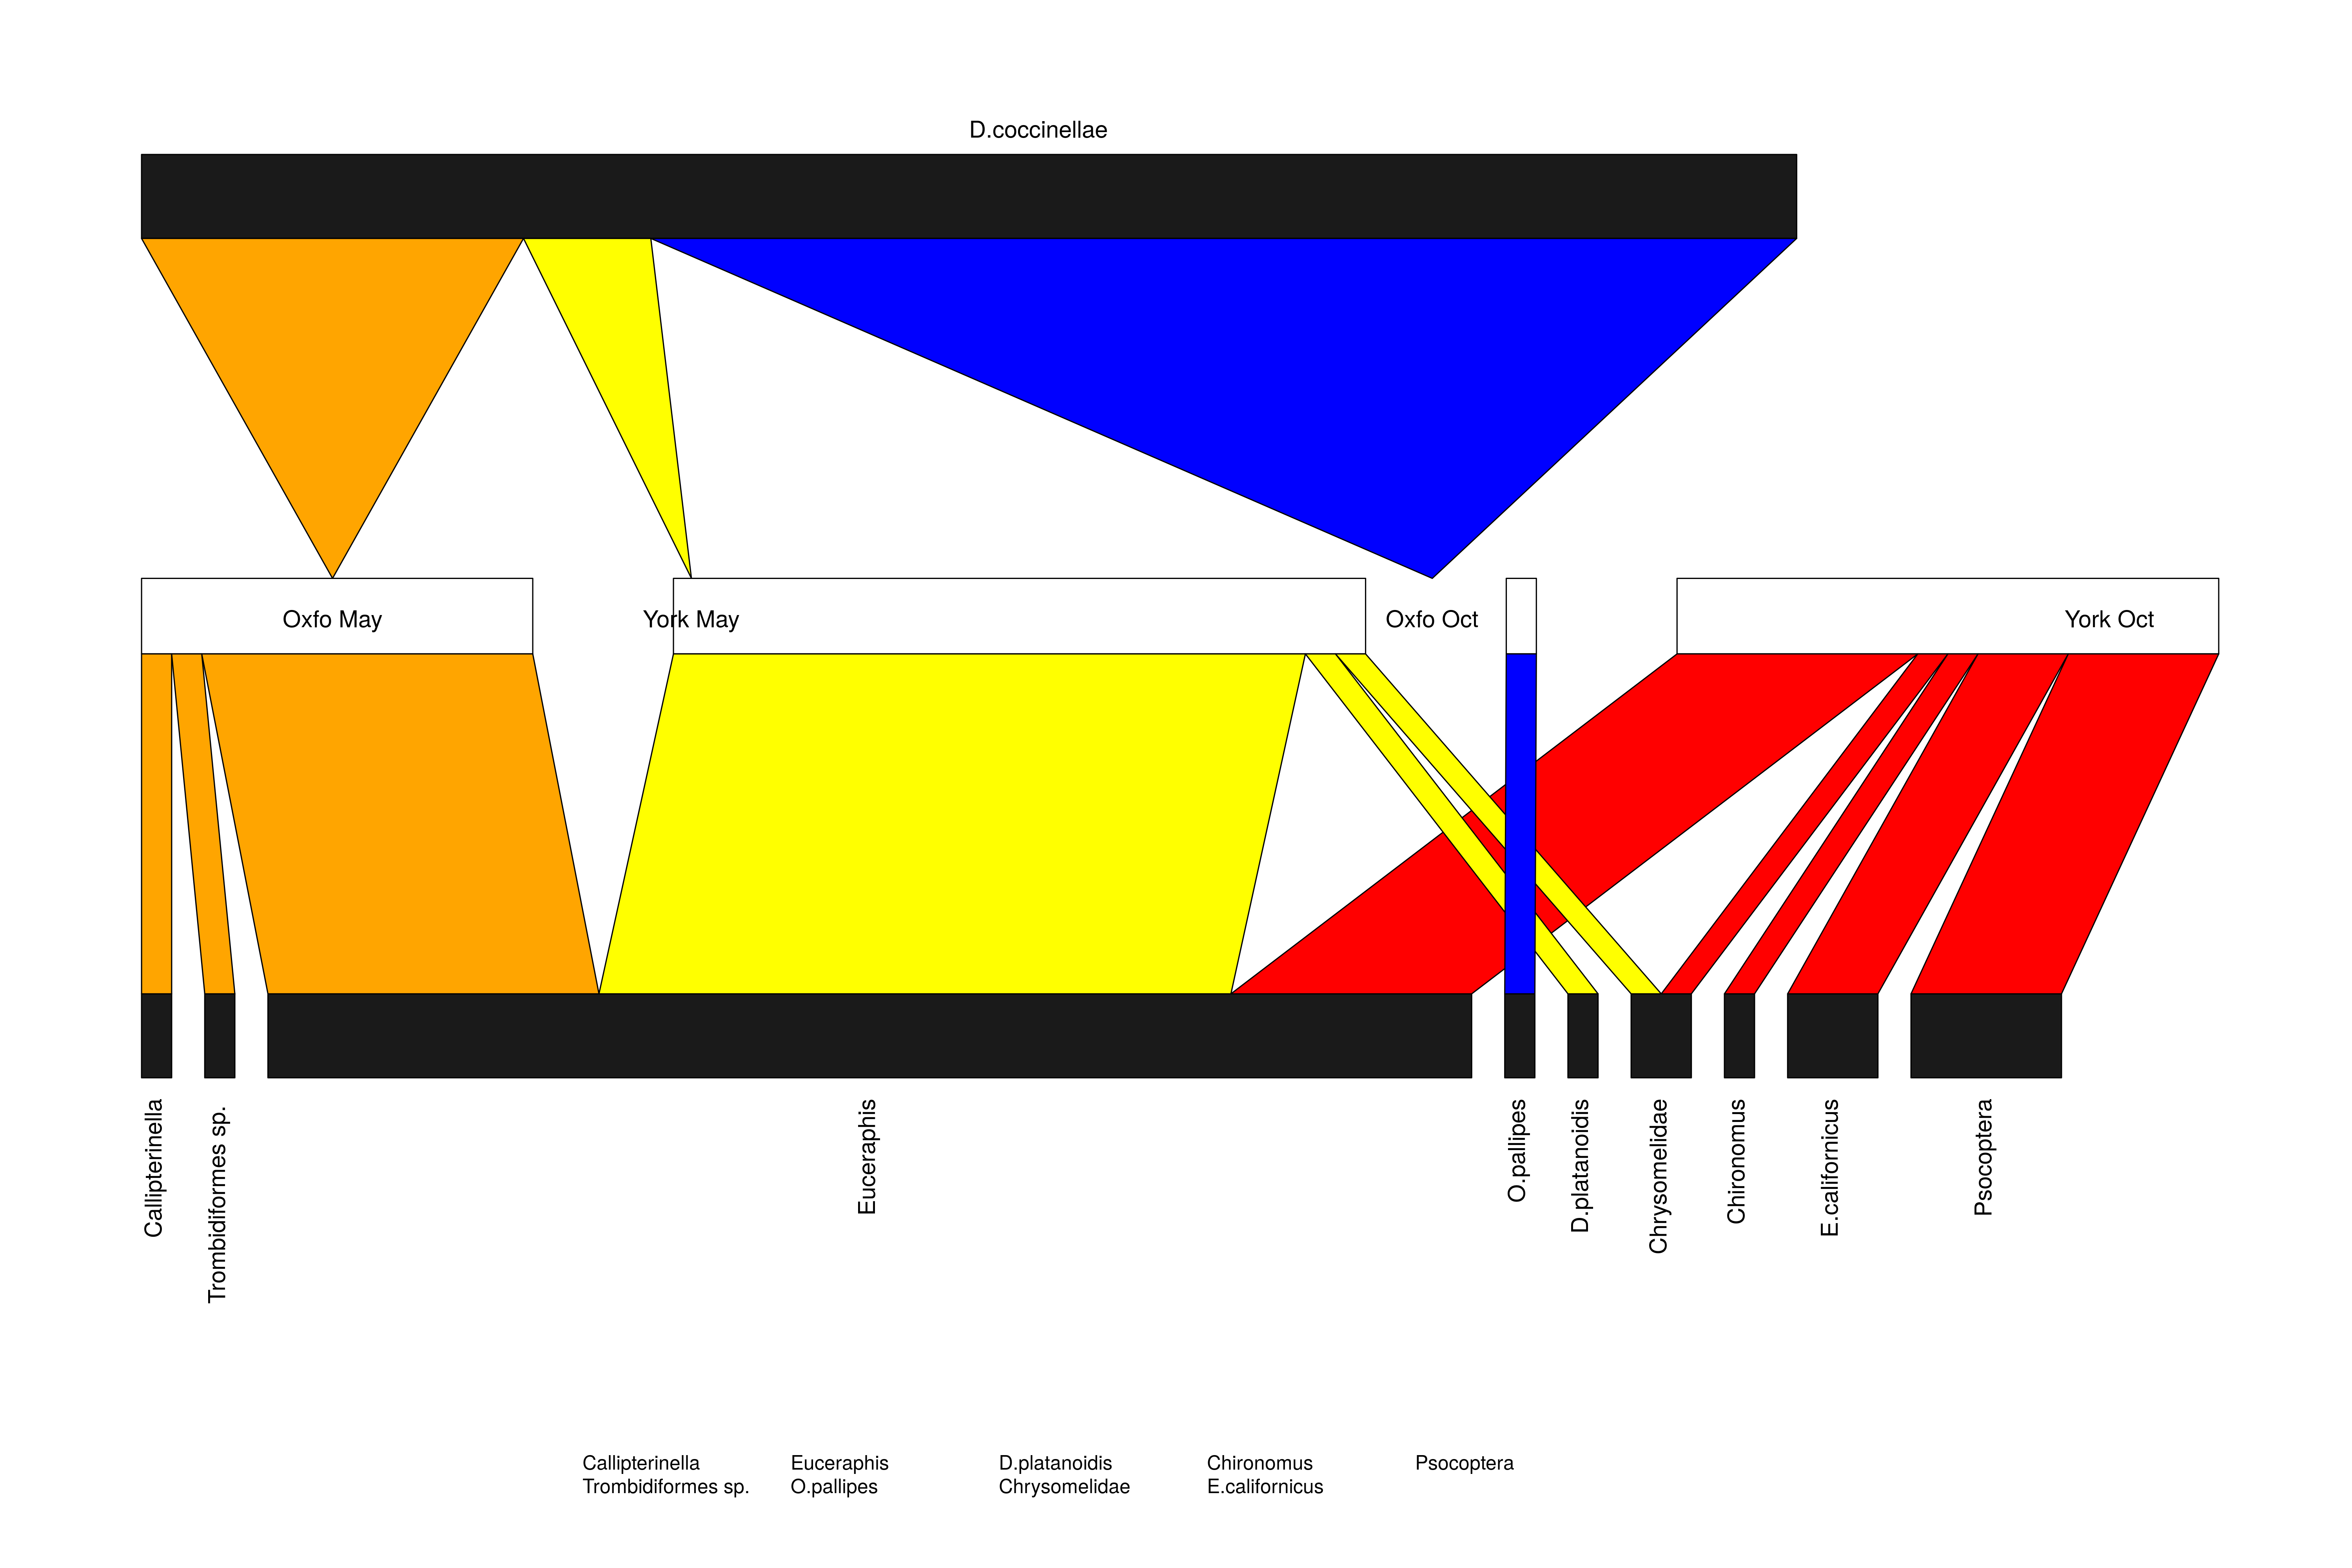 D.coccinellae
Oxfo May
York May
Oxfo Oct
York Oct
Callipterinella
Trombidiformes sp.
Euceraphis
O.pallipes
D.platanoidis
Chrysomelidae
Chironomus
E.californicus
Psocoptera
Callipterinella Euceraphis D.platanoidis Chironomus Psocoptera
Trombidiformes sp. O.pallipes Chrysomelidae E.californicus